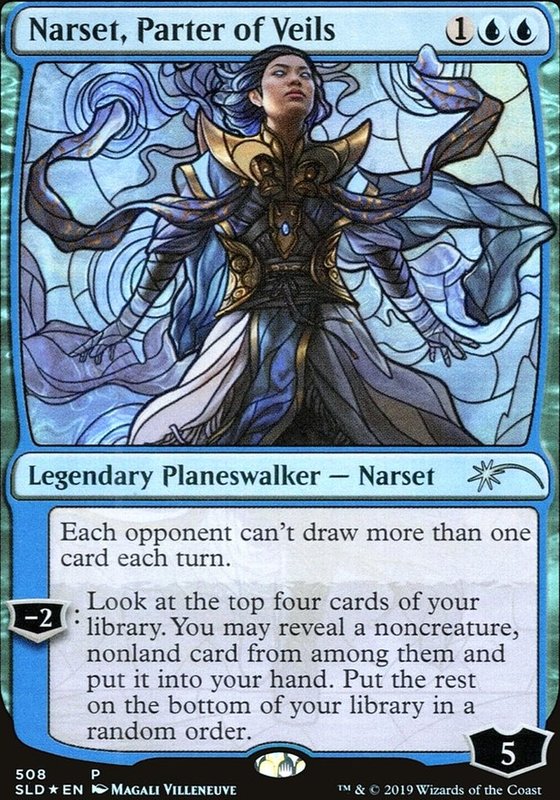 Narset, Parter of Veils 1
Legendary Planeswalker — Narset
Each opponent can't draw more than one
card each turn.
-2: Look at the top four cards of your
library. You may reveal a noncreature,
nonland card from among them and
put it into your hand. Put the rest
on the bottom of your library in a
random order.
5
508 P
SLD ★ EN Magali Villeneuve ™ & © 2019 Wizards of the Coast